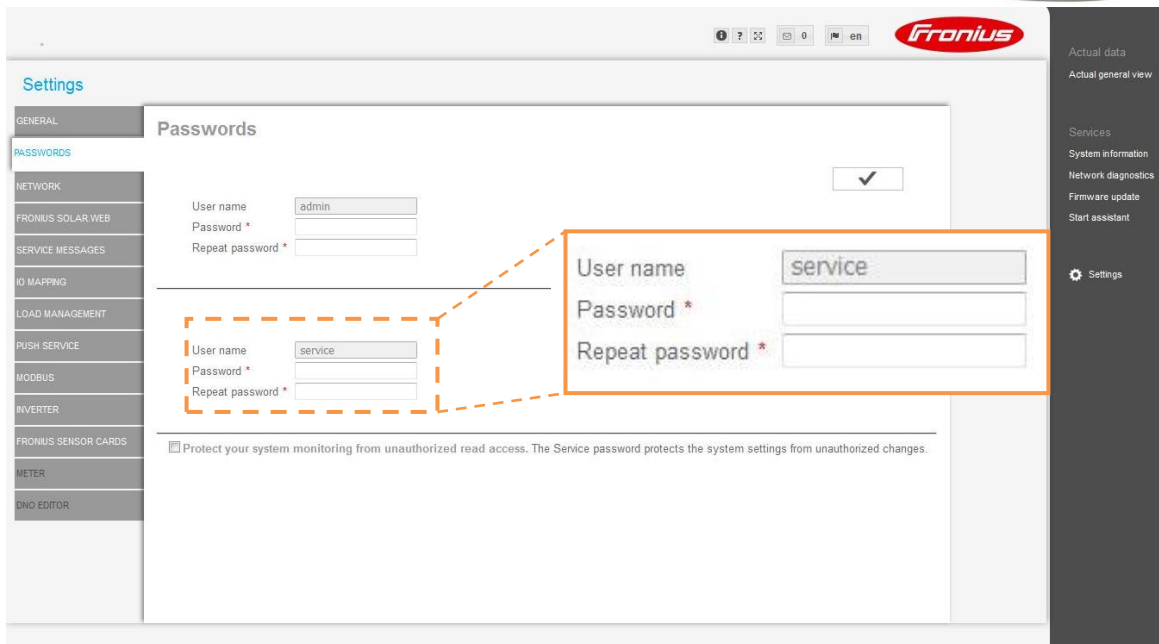 0 en Fronius
Settings
GENERAL
PASSWORDS
NETWORK
FRONIUS SOLAR.WEB
SERVICE MESSAGES
IO MAPPING
LOAD MANAGEMENT
PUSH SERVICE
MODBUS
INVERTER
FRONIUS SENSOR CARDS
METER
DNO EDITOR
Passwords
User name admin
Password *
Repeat password *
User name service
Password *
Repeat password *
User name service
Password *
Repeat password *
Protect your system monitoring from unauthorized read access. The Service password protects the system settings from unauthorized changes.
Actual data
Actual general view
Services
System information
Network diagnostics
Firmware update
Start assistant
Settings